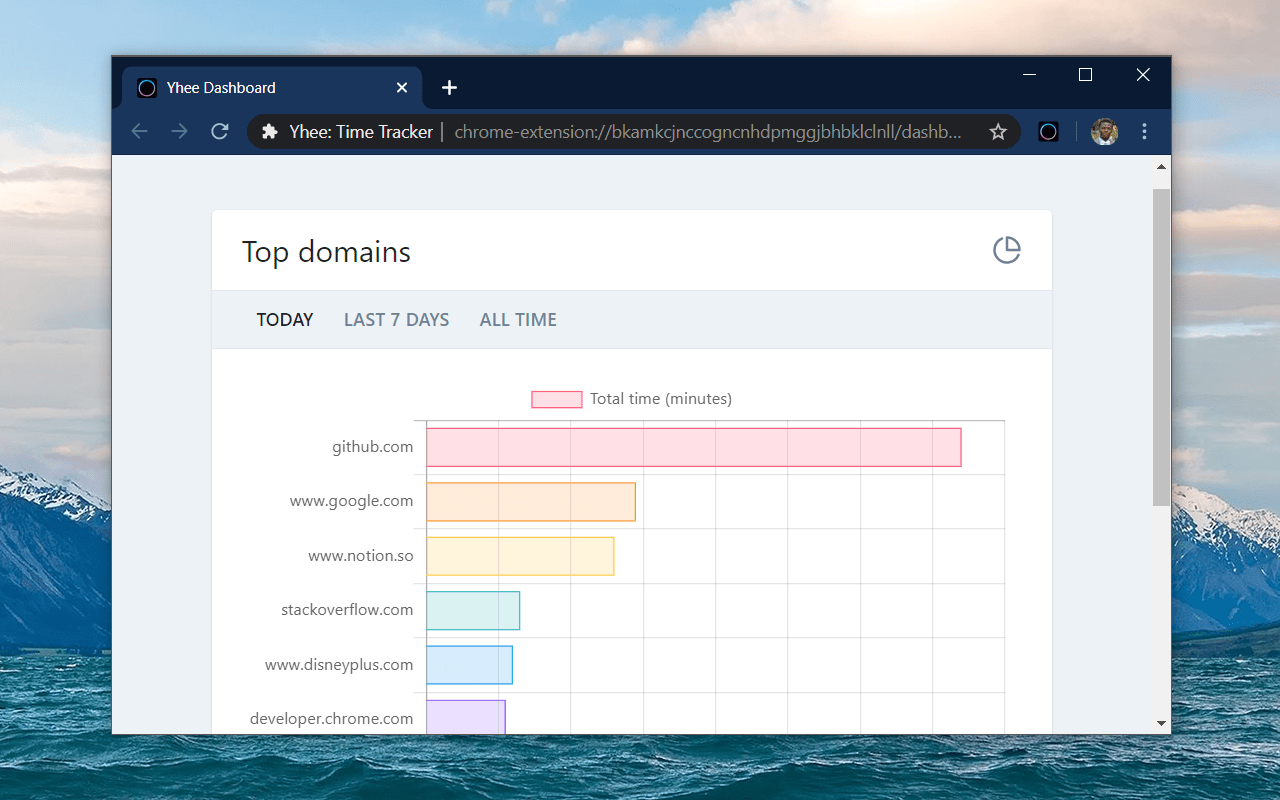 Yhee Dashboard
Yhee: Time Tracker | chrome-extension://bkamkcjnccogncnhdpmggjbhbklclnll/dashb...
Top domains
TODAY LAST 7 DAYS ALL TIME
Total time (minutes)
github.com
www.google.com
www.notion.so
stackoverflow.com
www.disneyplus.com
developer.chrome.com